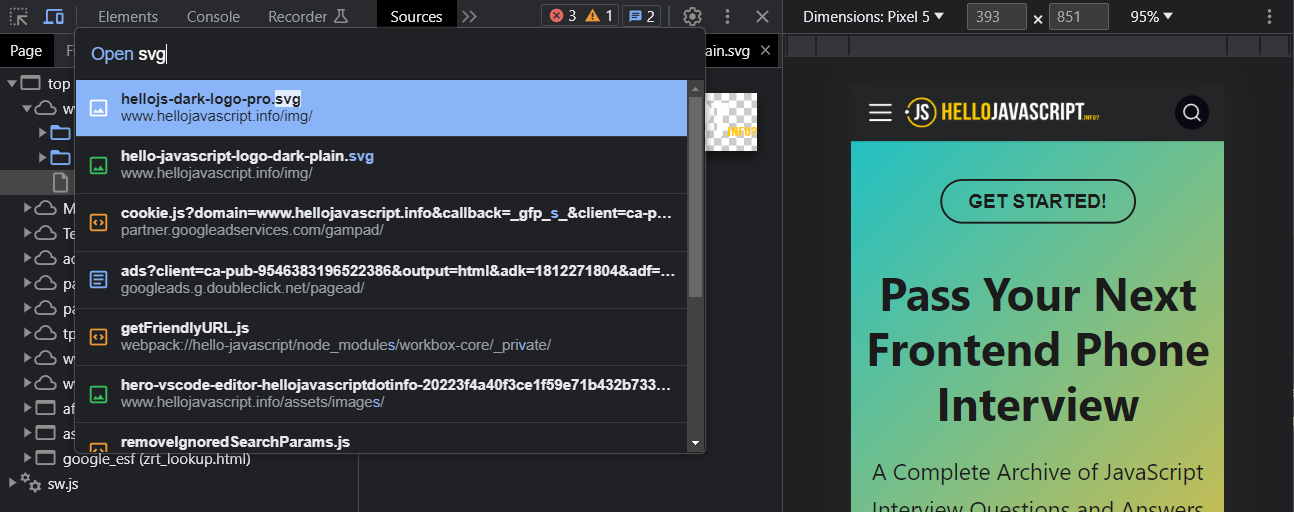 Elements
Console
Recorder
Sources
3
1
2
Dimensions: Pixel 5
393
×
851
95%
Page
F
ain.svg
Open svg
top
w
hellojs-dark-logo-pro.svg
www.hellojavascript.info/img/
hello-javascript-logo-dark-plain.svg
www.hellojavascript.info/img/
cookie.js?domain=www.hellojavascript.info&callback=_gfp_s_&client=ca-p…
partner.googleadservices.com/gampad/
ads?client=ca-pub-9546383196522386&output=html&adk=1812271804&adf=…
googleads.g.doubleclick.net/pagead/
getFriendlyURL.js
webpack://hello-javascript/node_modules/workbox-core/_private/
hero-vscode-editor-hellojavascriptdotinfo-20223f4a40f3ce1f59e71b432b733…
www.hellojavascript.info/assets/images/
removeIgnoredSearchParams.js
M
Te
ac
pa
pa
tp
w
w
af
as
google_esf (zrt_lookup.html)
sw.js
INFO?
JS HELLOJAVASCRIPT.INFO?
GET STARTED!
Pass Your Next
Frontend Phone
Interview
A Complete Archive of JavaScript
Interview Questions and Answers